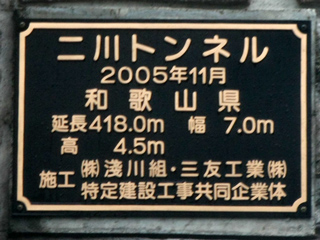 二川トンネル
2005年11月
和歌山県
延長418.0m 幅 7.0m
高 4.5m
施工 ㈱淺川組・三友工業㈱
特定建設工事共同企業体